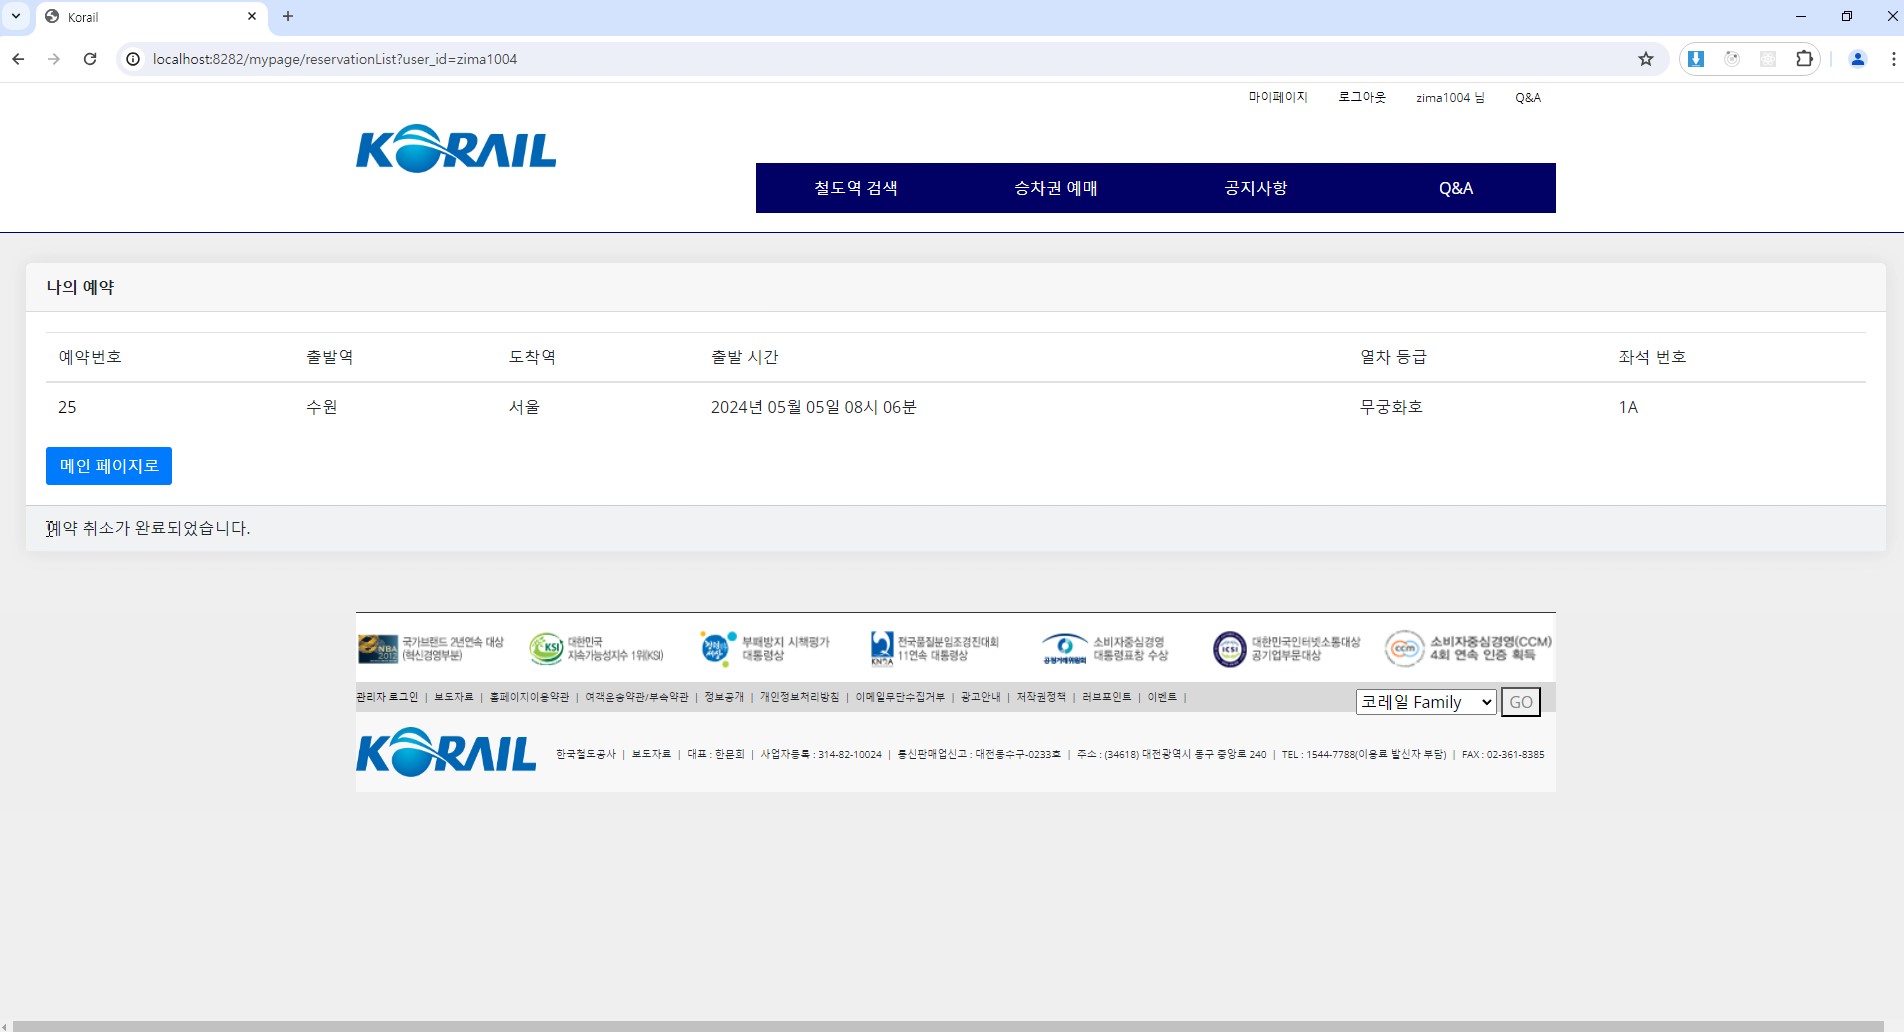 Korail
localhost:8282/mypage/reservationList?user_id=zima1004
마이페이지 로그아웃 zima1004 님 Q&A
KORAIL
철도역 검색 승차권 예매 공지사항 Q&A
나의 예약
예약번호 출발역 도착역 출발 시간 열차 등급 좌석 번호
25 수원 서울 2024년 05월 05일 08시 06분 무궁화호 1A
메인 페이지로
예약 취소가 완료되었습니다.
국가브랜드 2년연속 대상 대한민국 부패방지 시책평가 전국품질분임조경진대회 소비자중심경영 대한민국인터넷소통대상 소비자중심경영(CCM)
(혁신경영부분) 지속가능성지수 1위(KSI) 대통령상 11연속 대통령상 대통령표창 수상 공기업부문대상 4회 연속 인증 획득
NBA KSI 공정거래위원회 ICSI ccm
관리자 로그인 | 보도자료 | 홈페이지이용약관 | 여객운송약관/부속약관 | 정보공개 | 개인정보처리방침 | 이메일무단수집거부 | 광고안내 | 저작권정책 | 러브포인트 | 이벤트 |
코레일 Family GO
KORAIL
한국철도공사 | 보도자료 | 대표 : 한문희 | 사업자등록 : 314-82-10024 | 통신판매업신고 : 대전동수구-0233호 | 주소 : (34618) 대전광역시 동구 중앙로 240 | TEL : 1544-7788(이용료 발신자 부담) | FAX : 02-361-8385